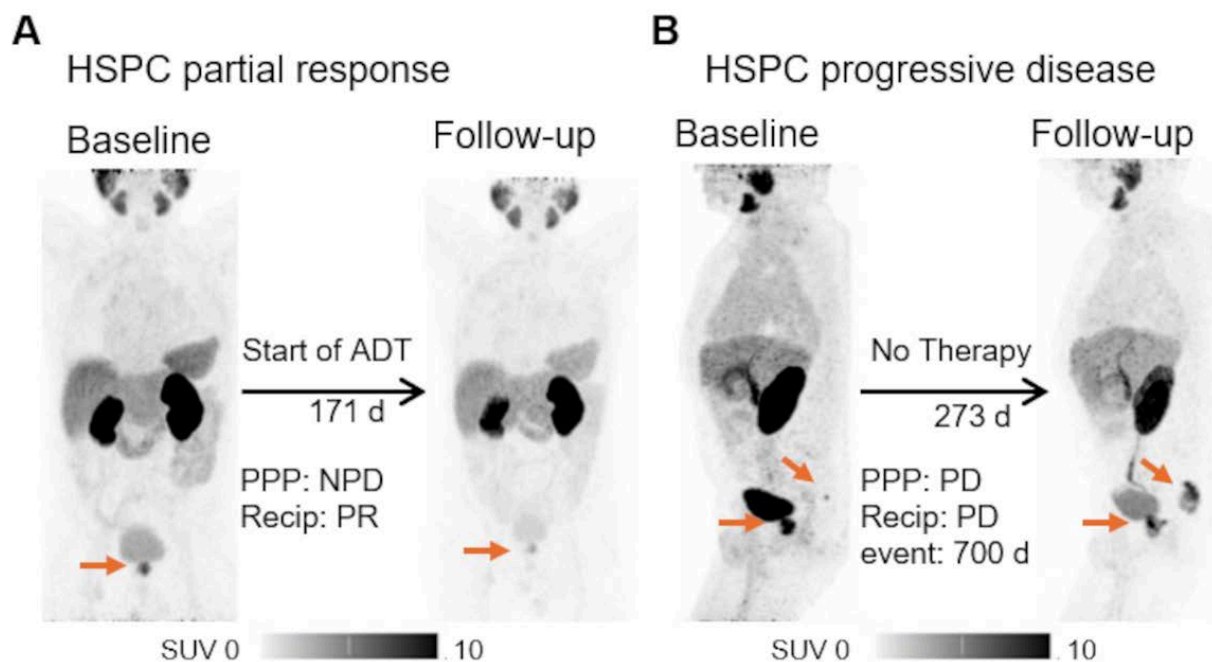 A
HSPC partial response
Baseline
Follow-up
Start of ADT
171 d
PPP: NPD
Recip: PR
SUV 0
10
B
HSPC progressive disease
Baseline
Follow-up
No Therapy
273 d
PPP: PD
Recip: PD
event: 700 d
SUV 0
10